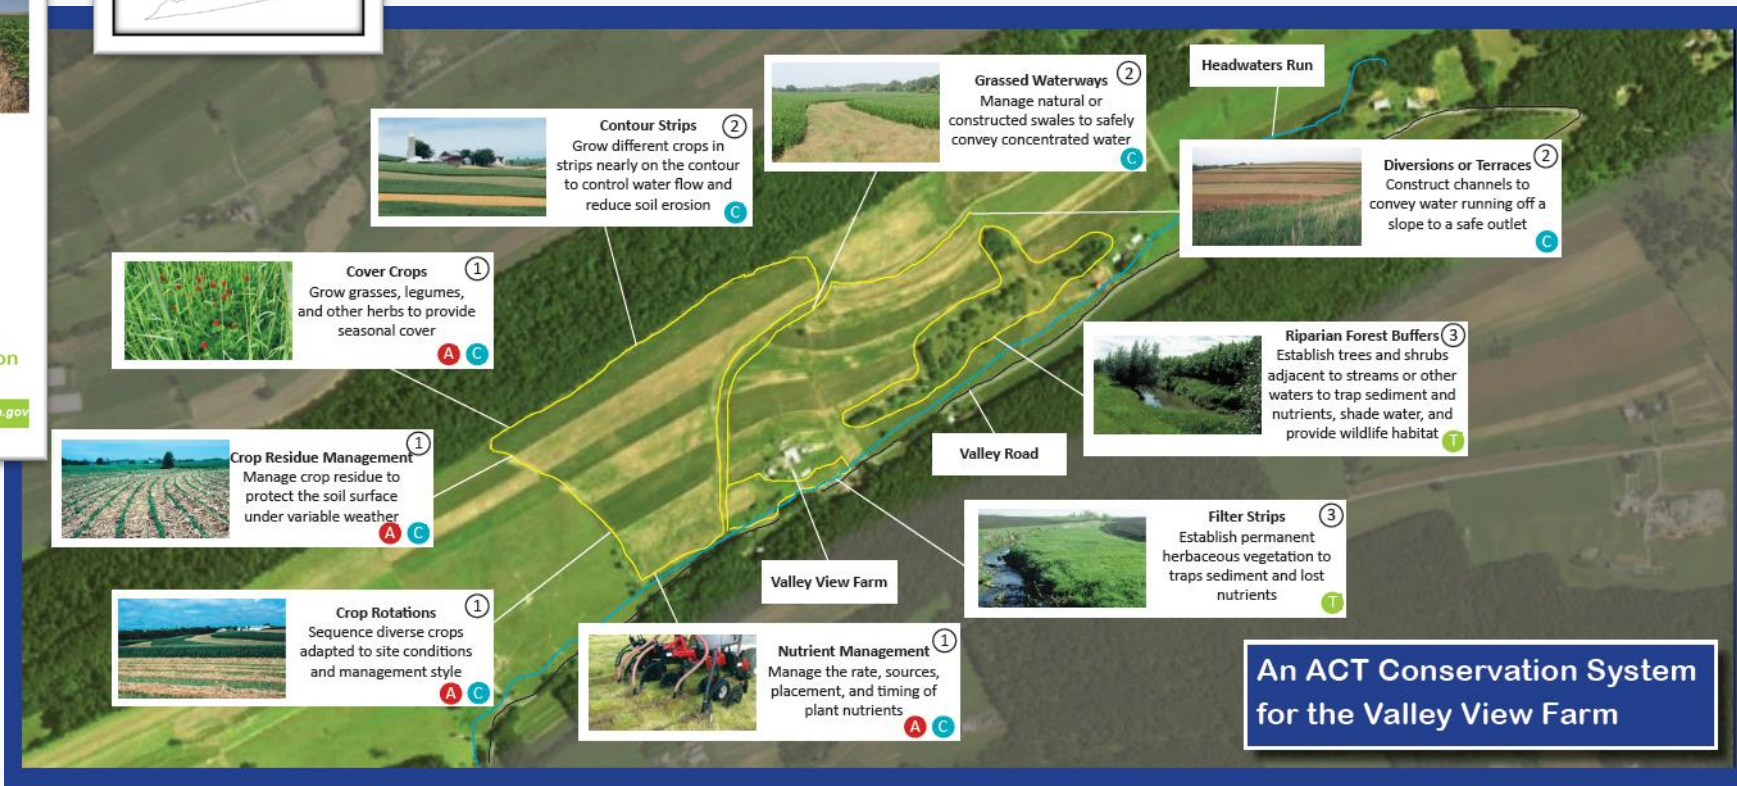 Grassed Waterways 2
Manage natural or
constructed swales to safely
convey concentrated water
C
Headwaters Run
Contour Strips 2
Grow different crops in
strips nearly on the contour
to control water flow and
reduce soil erosion C
Diversions or Terraces 2
Construct channels to
convey water running off a
slope to a safe outlet
C
Cover Crops 1
Grow grasses, legumes,
and other herbs to provide
seasonal cover
A C
Riparian Forest Buffers 3
Establish trees and shrubs
adjacent to streams or other
waters to trap sediment and
nutrients, shade water, and
provide wildlife habitat T
on
.gov
Crop Residue Management 1
Manage crop residue to
protect the soil surface
under variable weather
A C
Valley Road
Filter Strips 3
Establish permanent
herbaceous vegetation to
traps sediment and lost
nutrients
T
Valley View Farm
Crop Rotations 1
Sequence diverse crops
adapted to site conditions
and management style
A C
Nutrient Management 1
Manage the rate, sources,
placement, and timing of
plant nutrients
A C
An ACT Conservation System
for the Valley View Farm